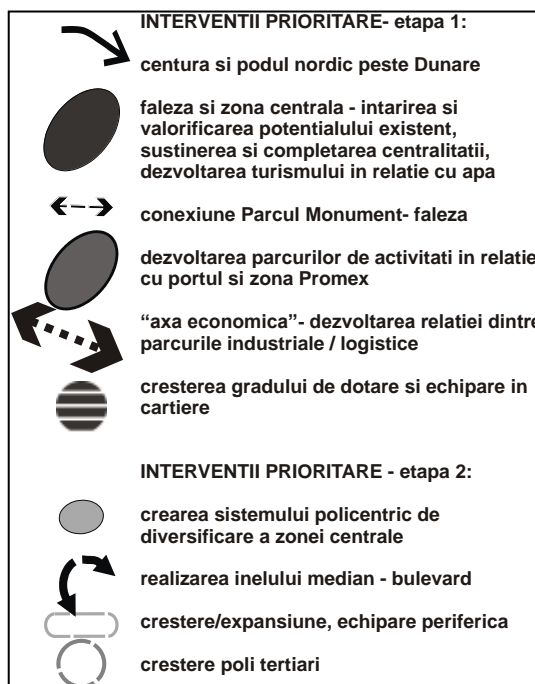 INTERVENTII PRIORITARE- etapa 1:
centura si podul nordic peste Dunare
faleza si zona centrala - intarirea si
valorificarea potentialului existent,
sustinerea si completarea centralitatii,
dezvoltarea turismului in relatie cu apa
conexiune Parcul Monument- faleza
dezvoltarea parcurilor de activitati in relatie
cu portul si zona Promex
“axa economica”- dezvoltarea relatiei dintre
parcurile industriale / logistice
cresterea gradului de dotare si echipare in
cartiere
INTERVENTII PRIORITARE - etapa 2:
crearea sistemului policentric de
diversificare a zonei centrale
realizarea inelului median - bulevard
crestere/expansiune, echipare periferica
crestere poli tertiari